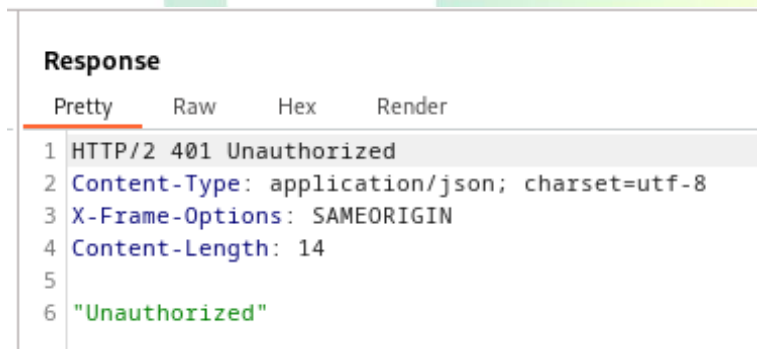 Response
Pretty Raw Hex Render
1 HTTP/2 401 Unauthorized
2 Content-Type: application/json; charset=utf-8
3 X-Frame-Options: SAMEORIGIN
4 Content-Length: 14
5
6 "Unauthorized"